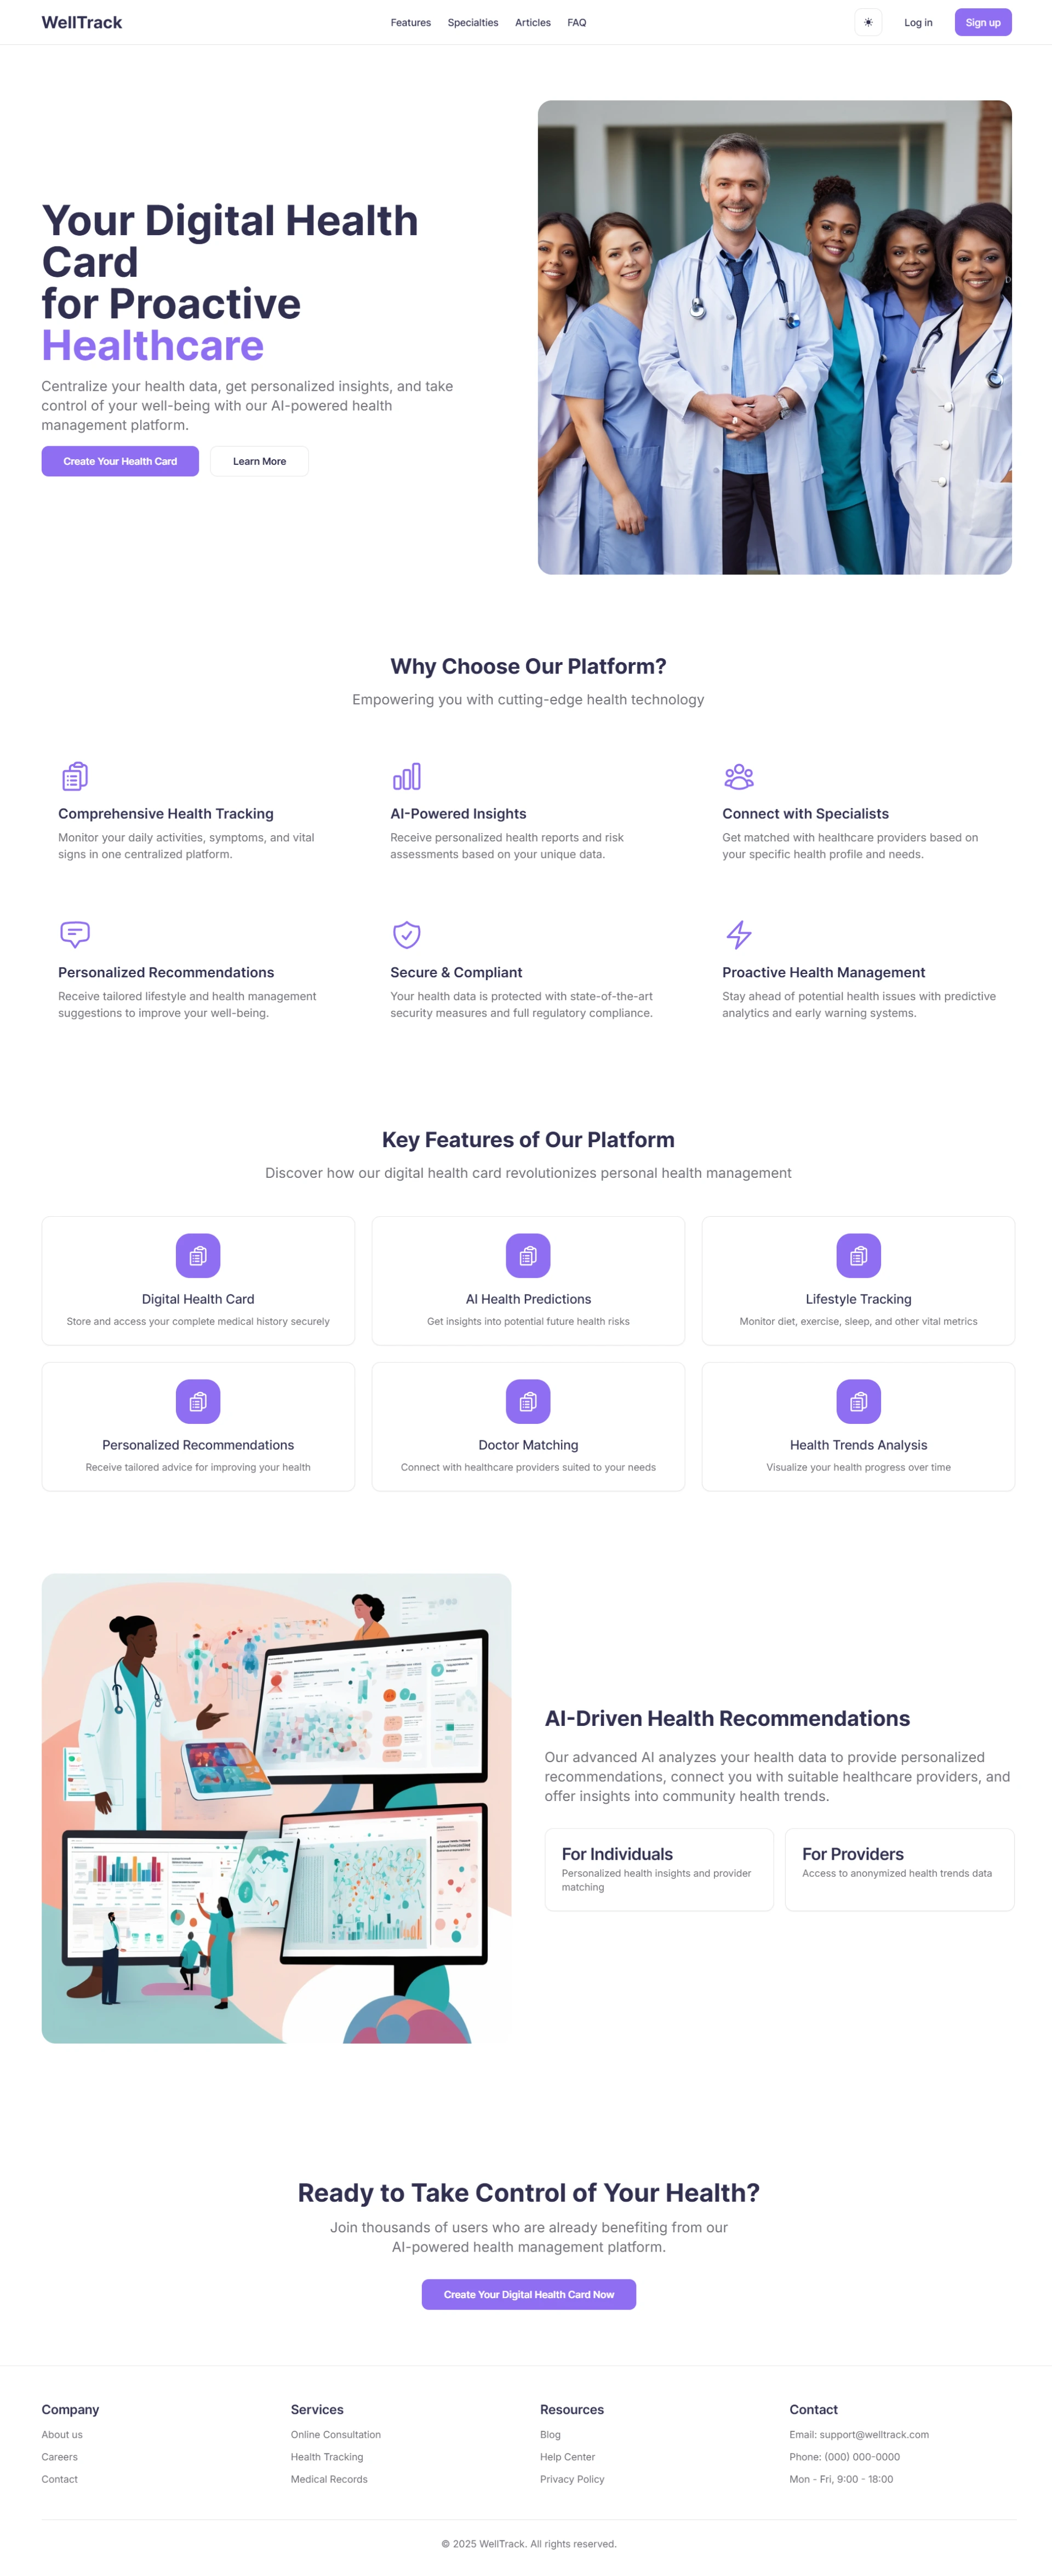 WellTrack
Features
Specialties
Articles
FAQ
Log in
Sign up
Your Digital Health
Card
for Proactive
Healthcare
Centralize your health data, get personalized insights, and take
control of your well-being with our AI-powered health
management platform.
Create Your Health Card
Learn More
Why Choose Our Platform?
Empowering you with cutting-edge health technology
Comprehensive Health Tracking
Monitor your daily activities, symptoms, and vital
signs in one centralized platform.
AI-Powered Insights
Receive personalized health reports and risk
assessments based on your unique data.
Connect with Specialists
Get matched with healthcare providers based on
your specific health profile and needs.
Personalized Recommendations
Receive tailored lifestyle and health management
suggestions to improve your well-being.
Secure & Compliant
Your health data is protected with state-of-the-art
security measures and full regulatory compliance.
Proactive Health Management
Stay ahead of potential health issues with predictive
analytics and early warning systems.
Key Features of Our Platform
Discover how our digital health card revolutionizes personal health management
Digital Health Card
Store and access your complete medical history securely
AI Health Predictions
Get insights into potential future health risks
Lifestyle Tracking
Monitor diet, exercise, sleep, and other vital metrics
Personalized Recommendations
Receive tailored advice for improving your health
Doctor Matching
Connect with healthcare providers suited to your needs
Health Trends Analysis
Visualize your health progress over time
AI-Driven Health Recommendations
Our advanced AI analyzes your health data to provide personalized
recommendations, connect you with suitable healthcare providers, and
offer insights into community health trends.
For Individuals
Personalized health insights and provider
matching
For Providers
Access to anonymized health trends data
Ready to Take Control of Your Health?
Join thousands of users who are already benefiting from our
AI-powered health management platform.
Create Your Digital Health Card Now
Company
About us
Careers
Contact
Services
Online Consultation
Health Tracking
Medical Records
Resources
Blog
Help Center
Privacy Policy
Contact
Email: support@welltrack.com
Phone: (000) 000-0000
Mon - Fri, 9:00 - 18:00
© 2025 WellTrack. All rights reserved.